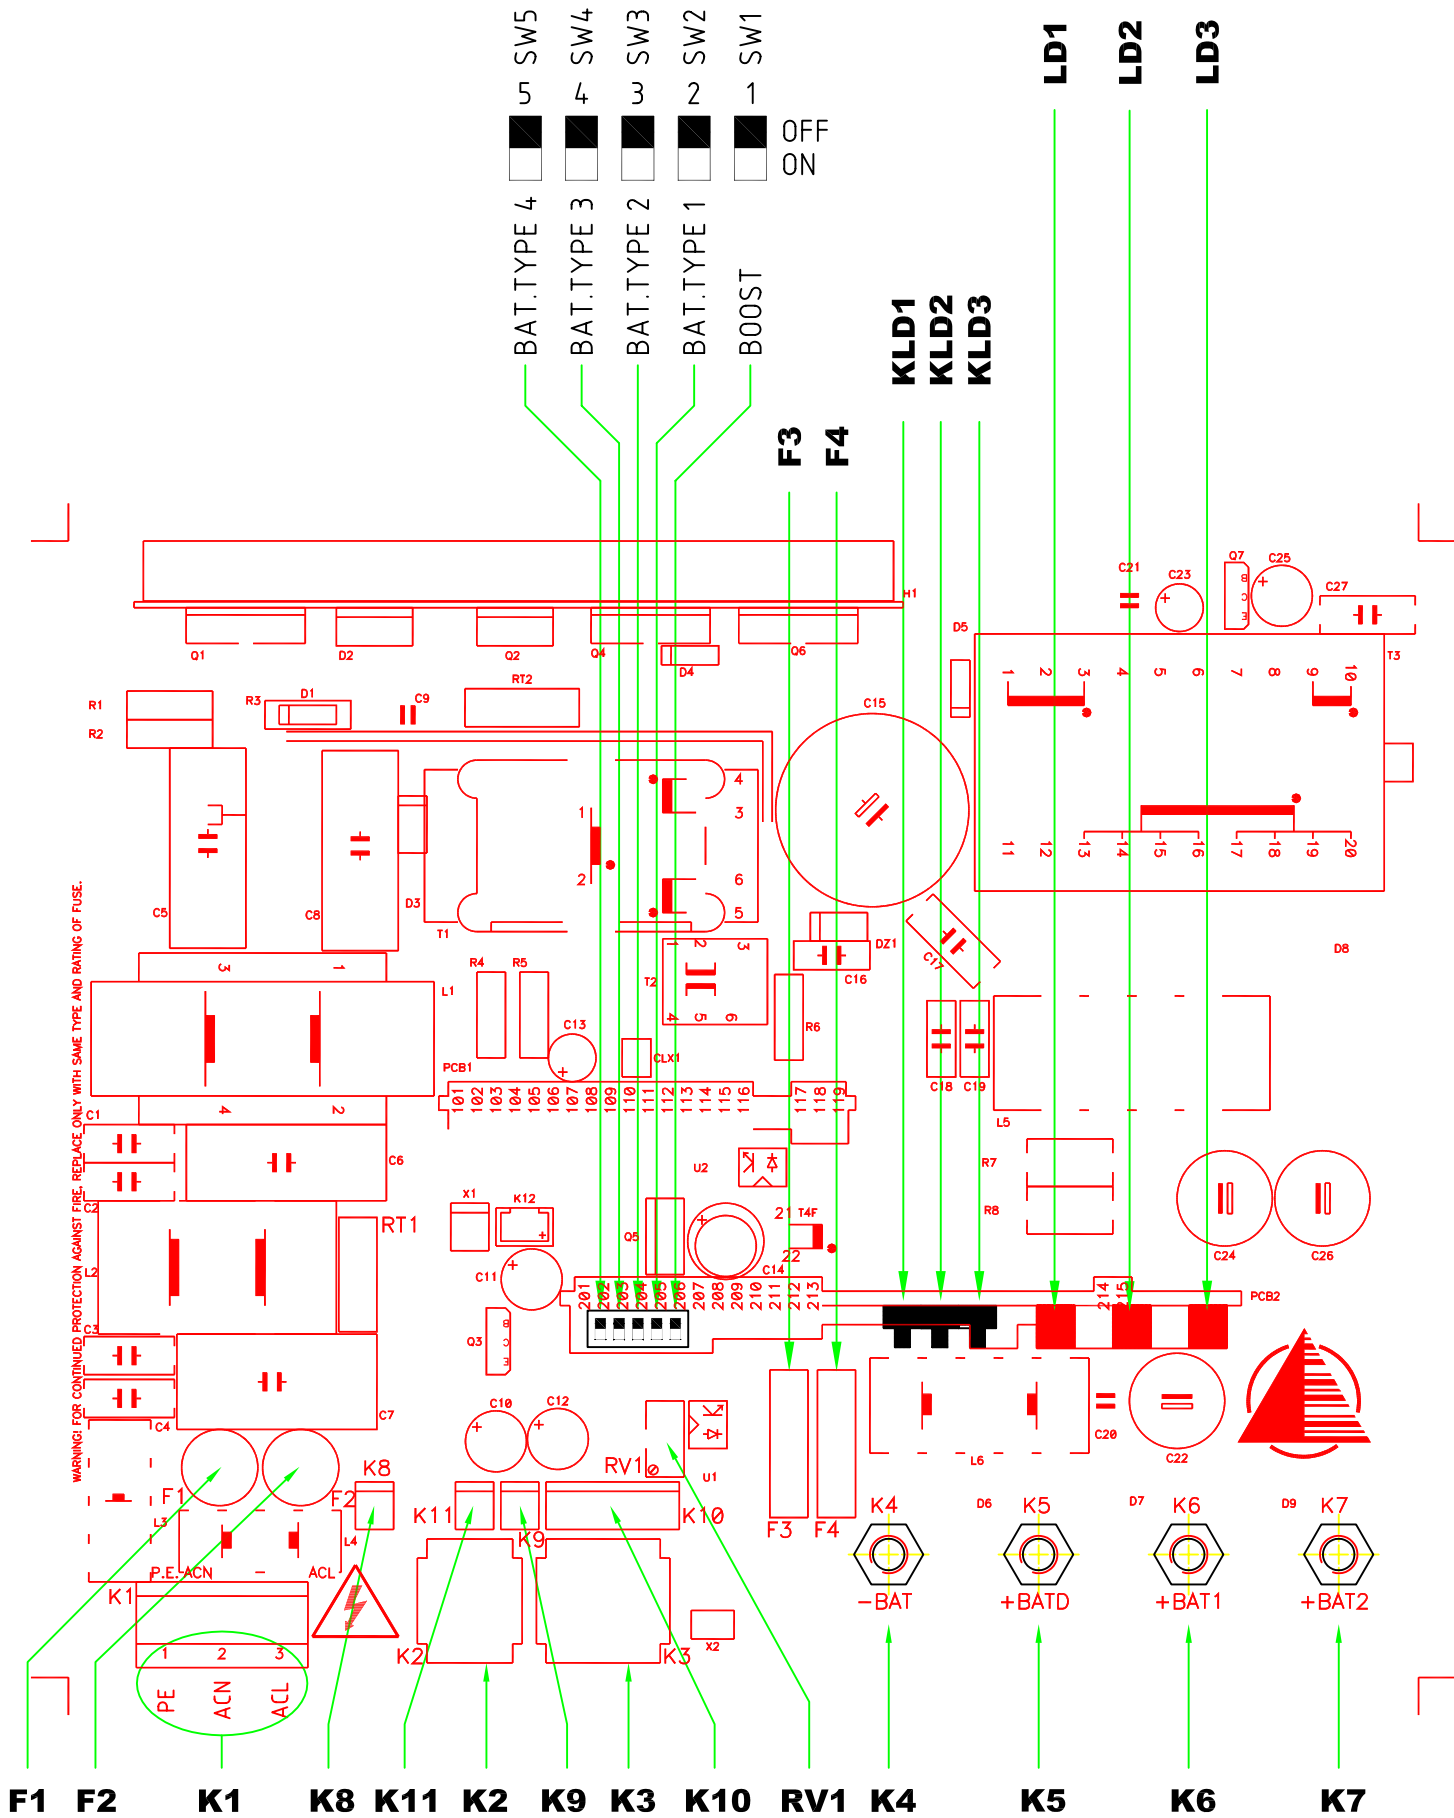 SW5
SW4
SW3
SW2
SW1
5
4
3
2
1
OFF
ON
BAT.TYPE 4
BAT.TYPE 3
BAT.TYPE 2
BAT.TYPE 1
BOOST
LD1
LD2
LD3
KLD1
KLD2
KLD3
F3
F4
H1
Q1
D2
Q2
Q4
D4
Q6
C21
C23
Q7
B
C
E
C25
C27
D5
T3
1
2
3
4
5
6
7
8
9
10
11
12
13
14
15
16
17
18
19
20
R1
R2
R3
D1
C9
RT2
C15
C5
C8
D3
T1
1
2
4
3
6
5
DZ1
C16
C17
D8
WARNING! FOR CONTINUED PROTECTION AGAINST FIRE, REPLACE ONLY WITH SAME TYPE AND RATING OF FUSE.
3
1
L1
4
2
R4
R5
C13
T2
1
2
3
4
5
6
R6
CLX1
C18
C19
L5
PCB1
101
102
103
104
105
106
107
108
109
110
111
112
113
114
115
116
117
118
119
C1
C2
C6
U2
R7
R8
X1
K12
Q5
C14
21
T4F
22
C24
C26
RT1
L2
C11
201
202
203
204
205
206
207
208
209
210
211
212
213
214
215
PCB2
C3
C4
C7
Q3
B
C
E
C10
C12
RV1
U1
L6
C20
C22
F1
F2
K8
K11
K9
K10
F3
F4
K4
D6
K5
D7
K6
D9
K7
L3
L4
P.E.
ACN
ACL
K1
K2
K3
X2
-BAT
+BATD
+BAT1
+BAT2
1
2
3
PE
ACN
ACL
F1
F2
K1
K8
K11
K2
K9
K3
K10
RV1
K4
K5
K6
K7